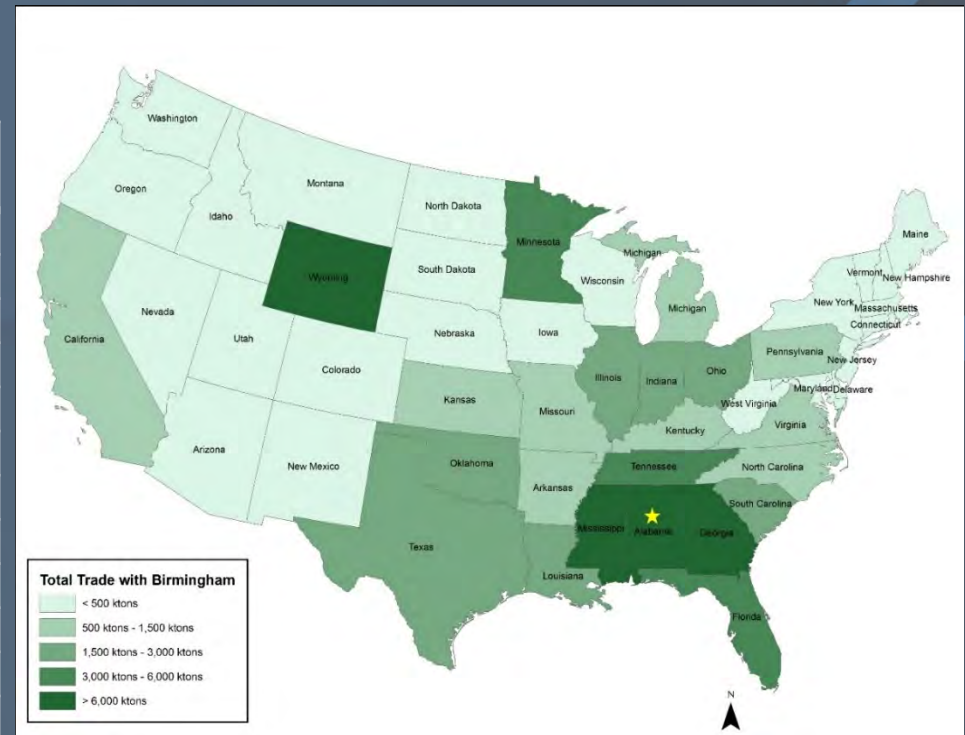 Washington
Montana
North Dakota
Minnesota
Maine
Oregon
Idaho
Michigan
Vermont
New Hampshire
South Dakota
Wisconsin
Wyoming
New York
Massachusetts
Michigan
Connecticut
Nevada
Nebraska
Iowa
California
Utah
Pennsylvania
New Jersey
Colorado
Illinois
Indiana
Ohio
Maryland
Delaware
Kansas
Missouri
West Virginia
Virginia
Kentucky
Arizona
New Mexico
Oklahoma
Tennessee
North Carolina
Arkansas
South Carolina
Mississippi
Alabama
Georgia
Texas
Louisiana
Florida
Total Trade with Birmingham
< 500 ktons
500 ktons - 1,500 ktons
1,500 ktons - 3,000 ktons
3,000 ktons - 6,000 ktons
> 6,000 ktons
N